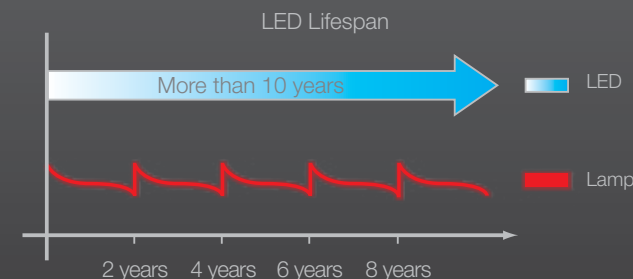 LED Lifespan
More than 10 years
LED
Lamp
2 years 4 years 6 years 8 years